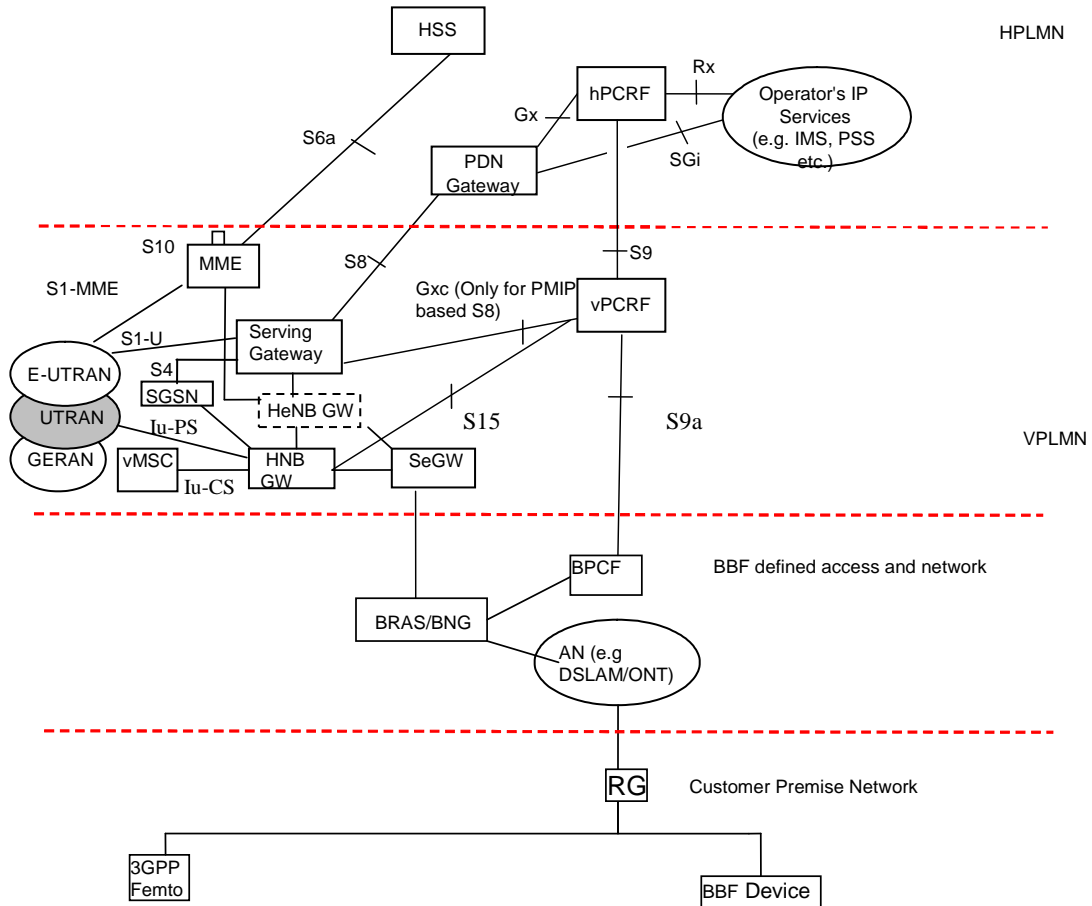 HSS
HPLMN
hPCRF
Rx
Operator's IP
Services
(e.g. IMS, PSS
etc.)
Gx
S6a
SGi
PDN
Gateway
S10
MME
S8
S9
S1-MME
Gxc (Only for PMIP
based S8)
vPCRF
S1-U
Serving
Gateway
E-UTRAN
S4
SGSN
HeNB GW
UTRAN
Iu-PS
S15
S9a
VPLMN
GERAN
vMSC
HNB
GW
SeGW
Iu-CS
BPCF
BBF defined access and network
BRAS/BNG
AN (e.g
DSLAM/ONT)
RG
Customer Premise Network
3GPP
Femto
BBF Device